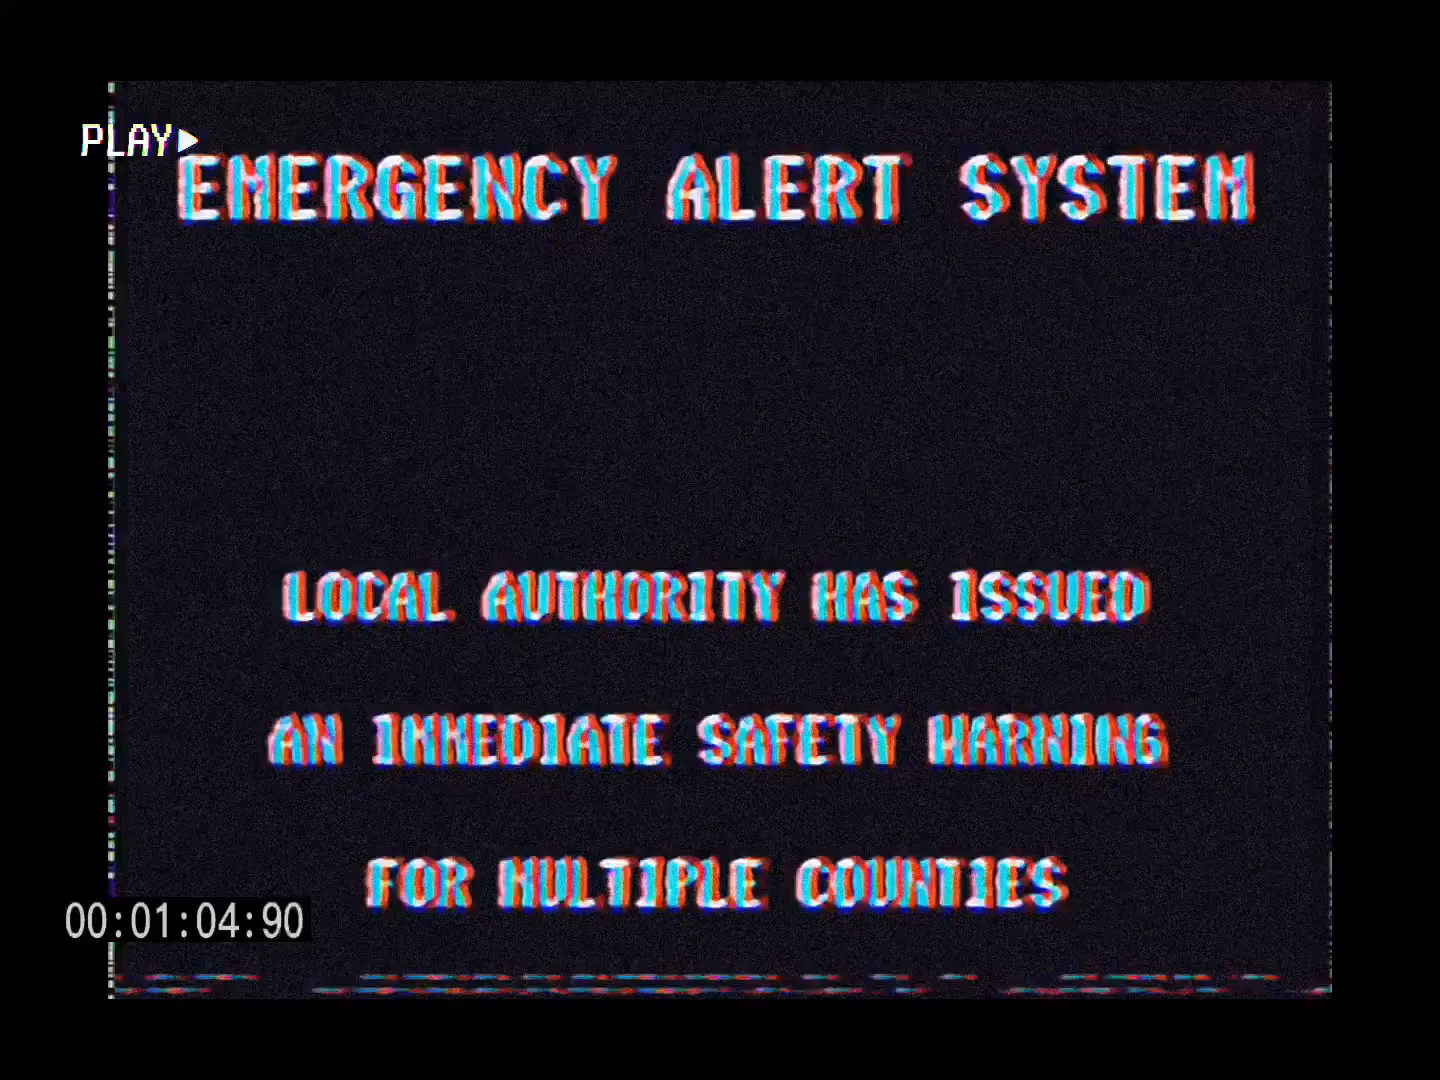 PLAY▶
EMERGENCY ALERT SYSTEM
LOCAL AUTHORITY HAS ISSUED
AN IMMEDIATE SAFETY WARNING
FOR MULTIPLE COUNTIES
00:01:04:90